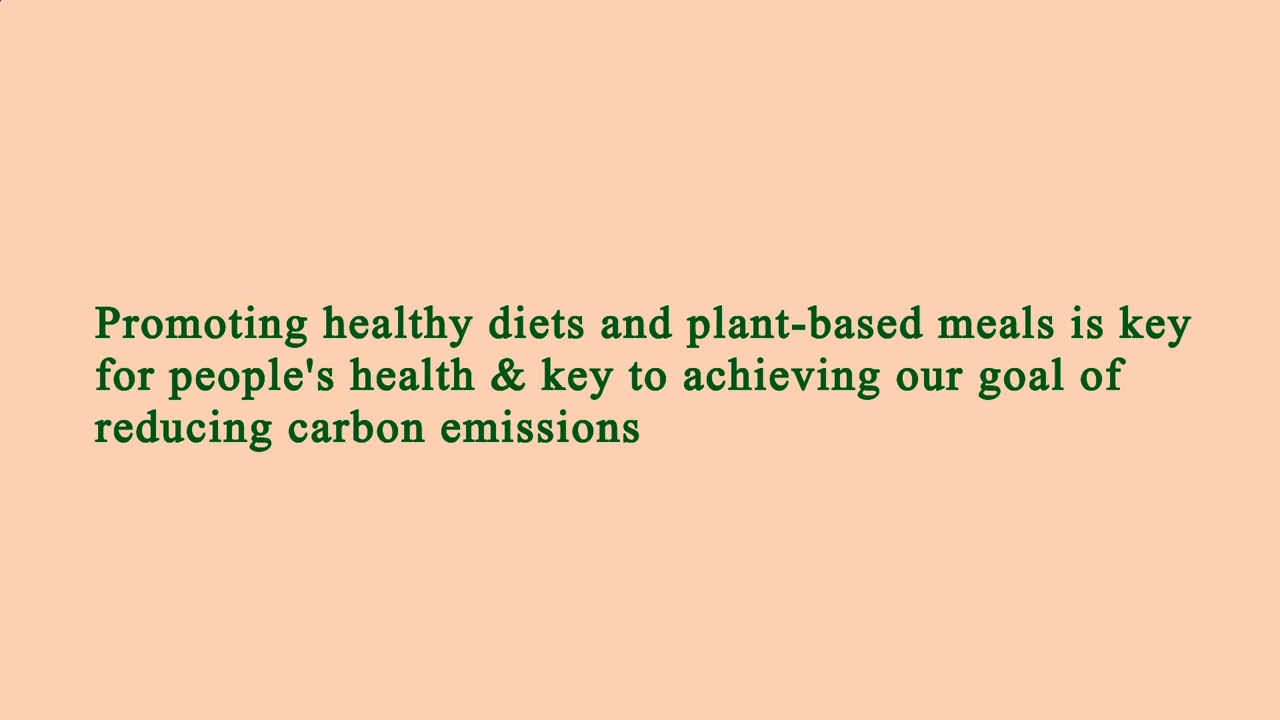 Promoting healthy diets and plant-based meals is key
for people's health & key to achieving our goal of
reducing carbon emissions